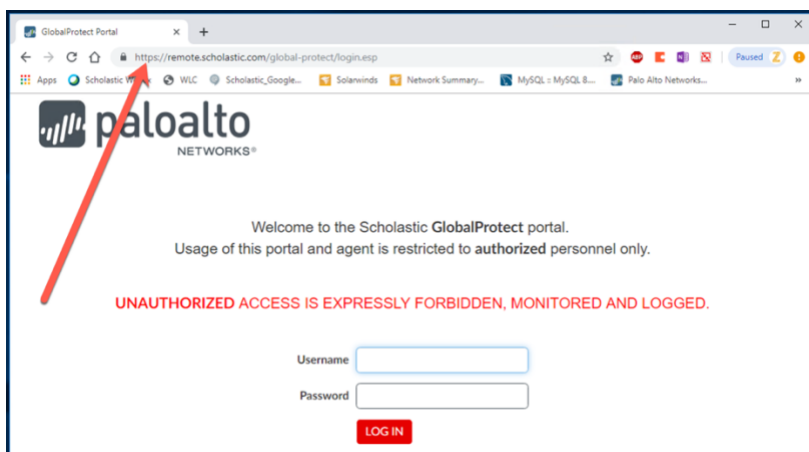 GlobalProtect Portal
https://remote.scholastic.com/global-protect/login.esp
ABP
N
Paused Z
Apps Scholastic WLC Scholastic_Google... Solarwinds Network Summary... MySQL :: MySQL 8.... Palo Alto Networks... »
paloalto
NETWORKS®
Welcome to the Scholastic GlobalProtect portal.
Usage of this portal and agent is restricted to authorized personnel only.
UNAUTHORIZED ACCESS IS EXPRESSLY FORBIDDEN, MONITORED AND LOGGED.
Username
Password
LOG IN